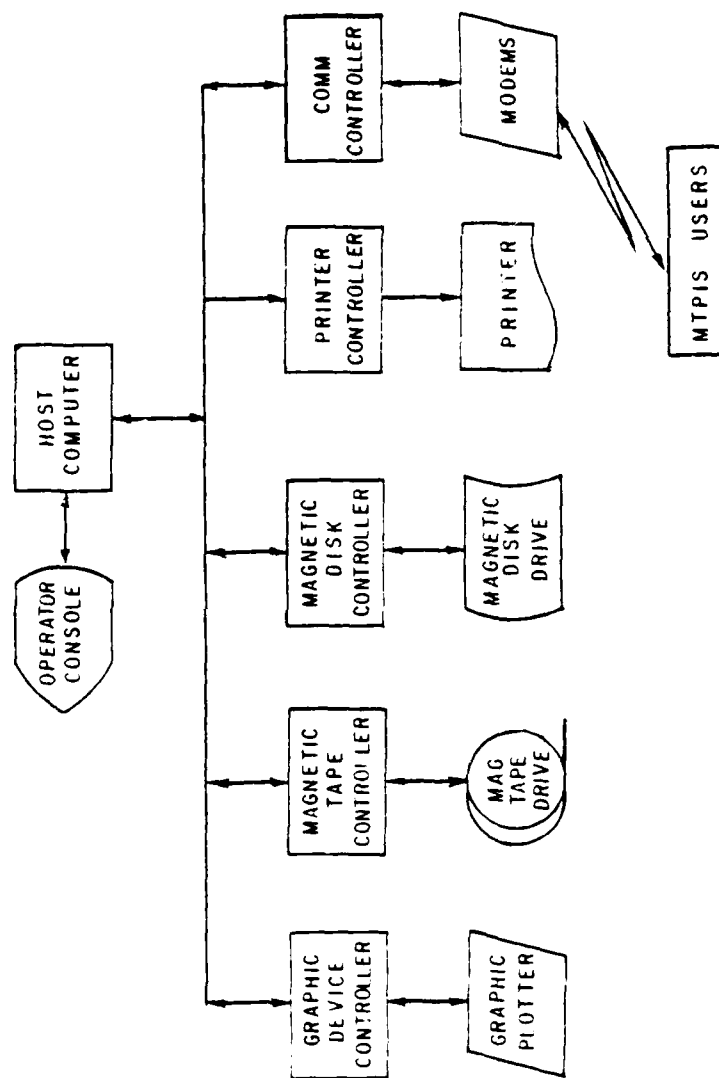 OPERATOR
CONSOLE
HOST
COMPUTER
GRAPHIC
DEVICE
CONTROLLER
MAGNETIC
TAPE
CONTROLLER
MAGNETIC
DISK
CONTROLLER
PRINTER
CONTROLLER
COMM
CONTROLLER
GRAPHIC
PLOTTER
MAG
TAPE
DRIVE
MAGNETIC
DISK
DRIVE
PRINTER
MODEMS
MTPIS USERS